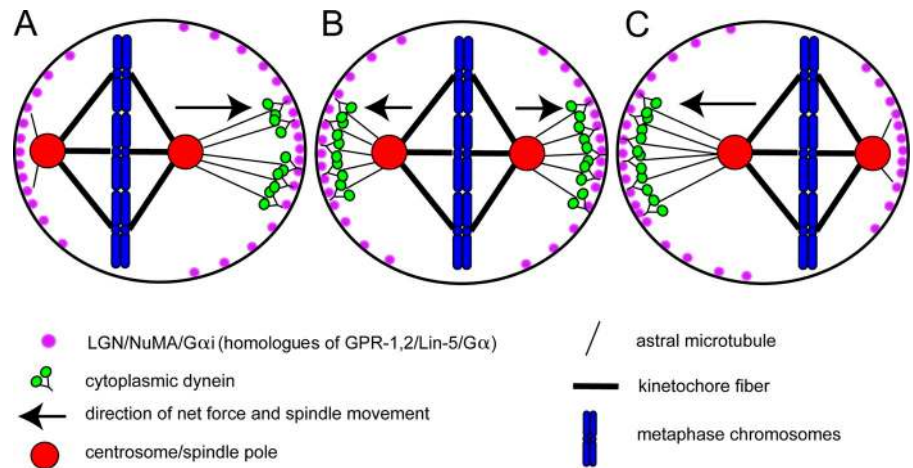 A
B
C
LGN/NuMA/Gαi (homologues of GPR-1,2/Lin-5/Gα)
cytoplasmic dynein
direction of net force and spindle movement
centrosome/spindle pole
astral microtubule
kinetochore fiber
metaphase chromosomes